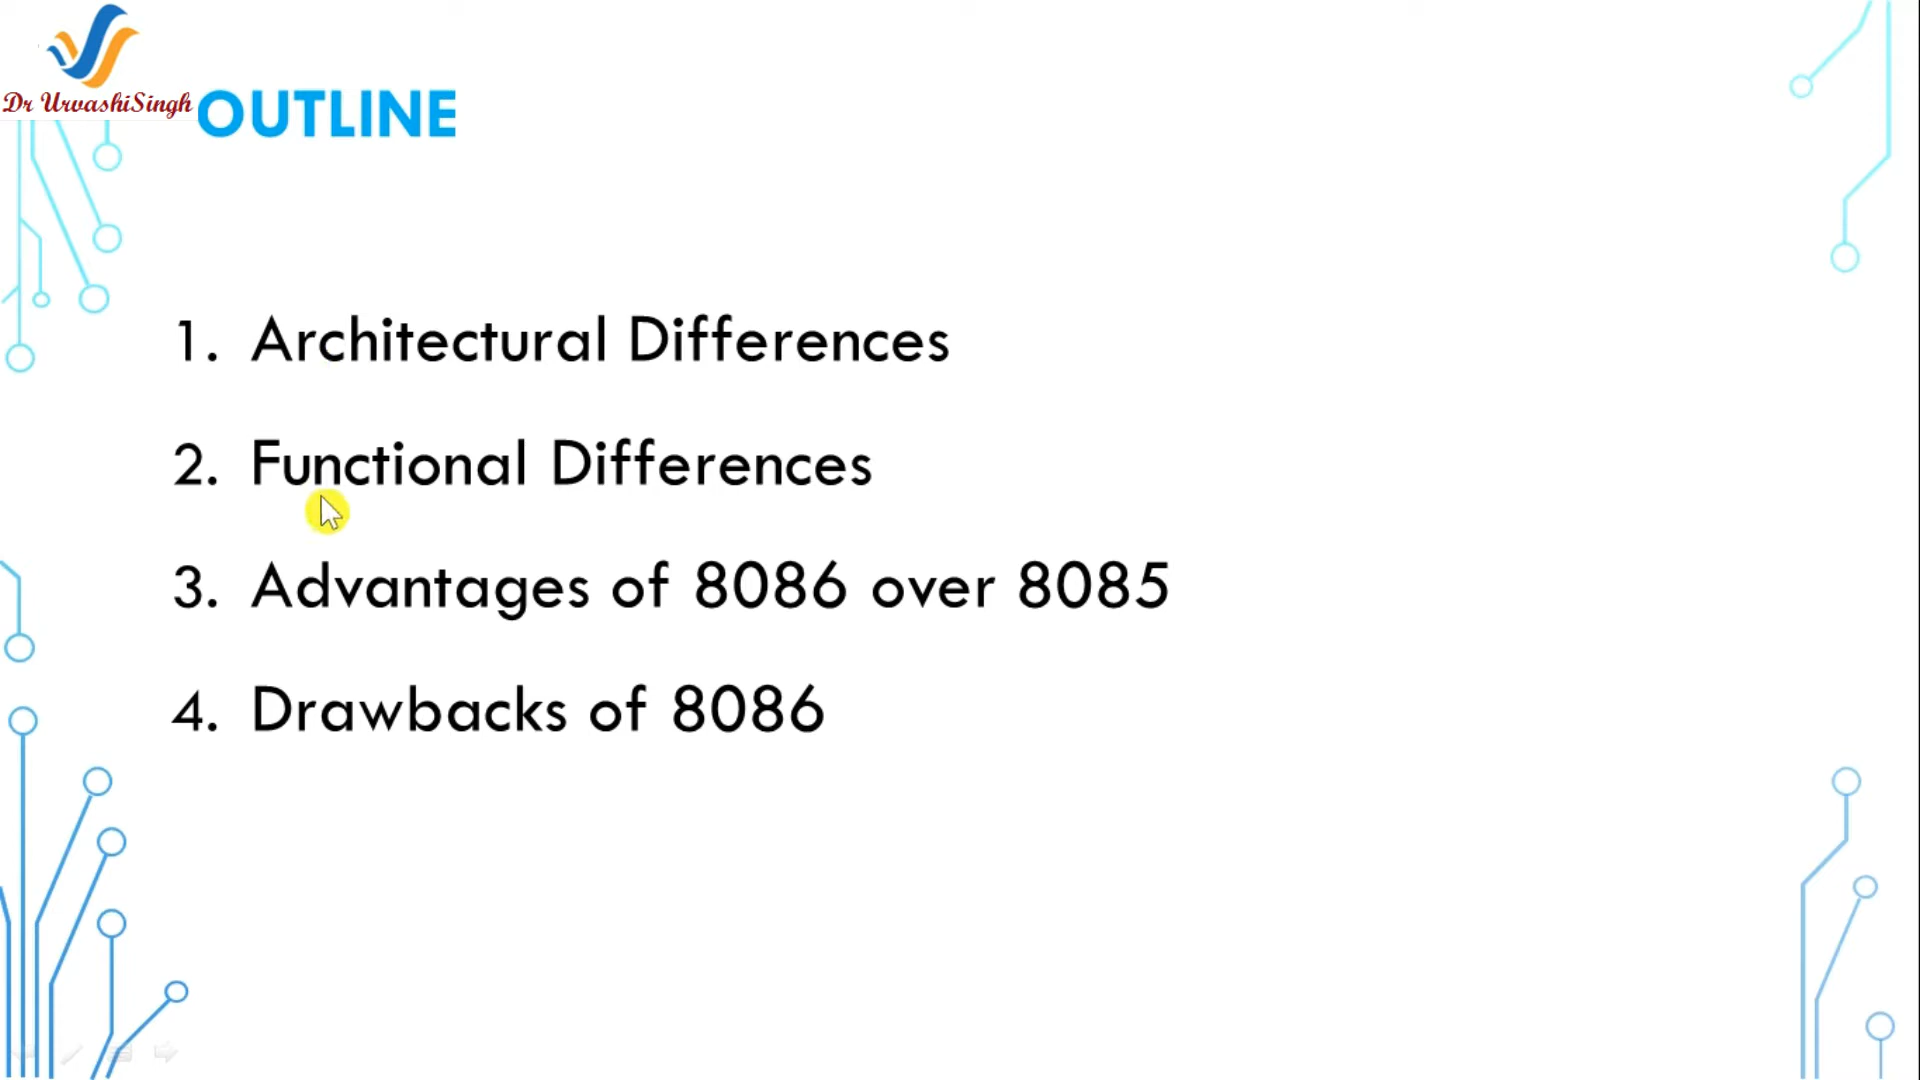 Dr UrvashiSingh
OUTLINE
1. Architectural Differences
2. Functional Differences
3. Advantages of 8086 over 8085
4. Drawbacks of 8086